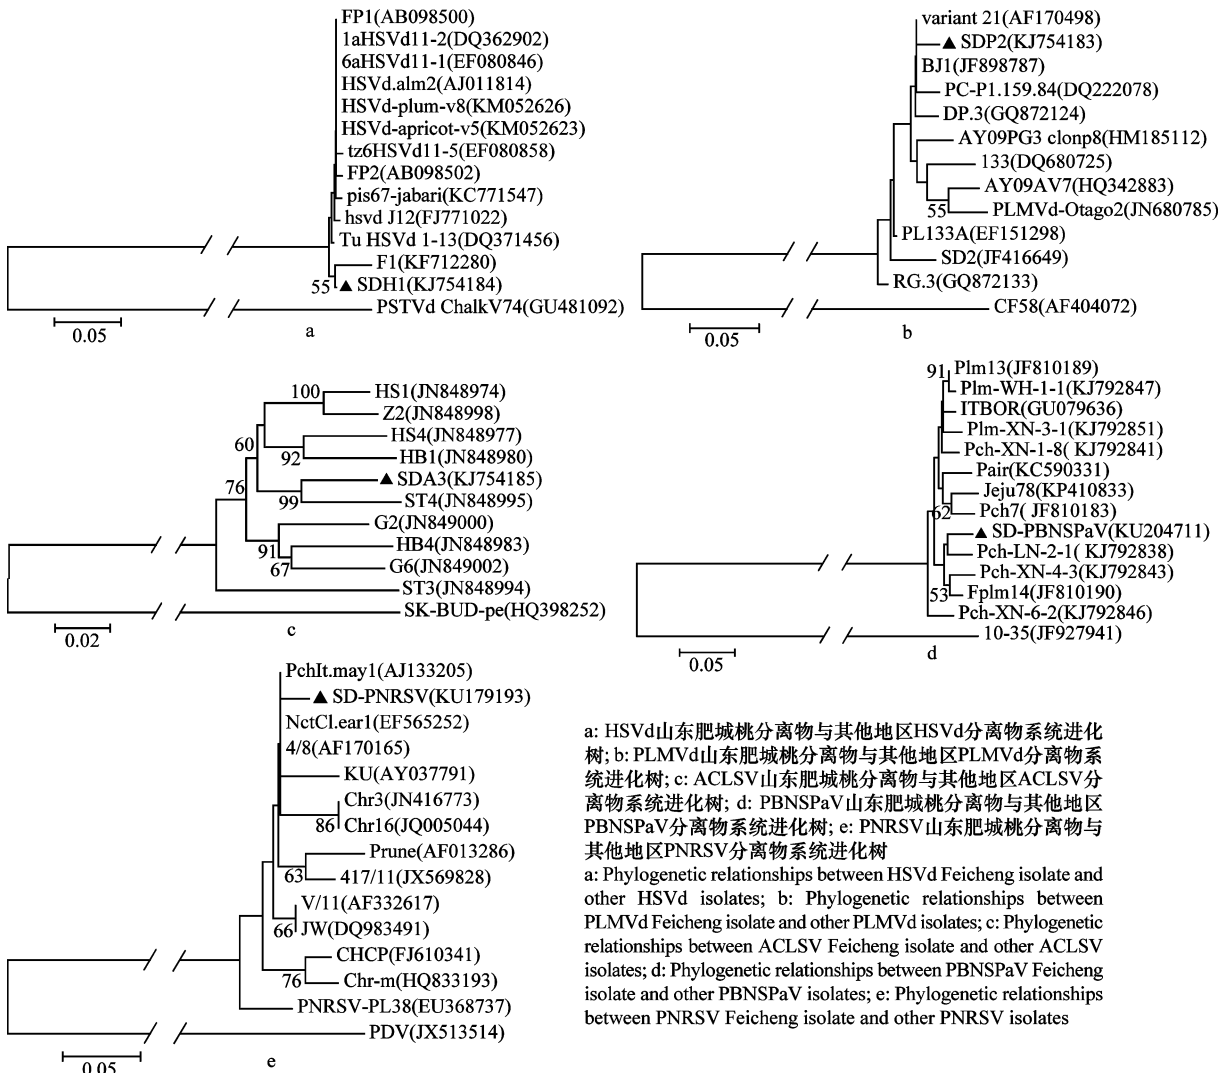 FP1(AB098500)
1aHSVd11-2(DQ362902)
6aHSVd11-1(EF080846)
HSVd.alm2(AJ011814)
HSVd-plum-v8(KM052626)
HSVd-apricot-v5(KM052623)
tz6HSVd11-5(EF080858)
FP2(AB098502)
pis67-jabari(KC771547)
hsvd J12(FJ771022)
Tu HSVd 1-13(DQ371456)
F1(KF712280)
55
▲ SDH1(KJ754184)
PSTVd ChalkV74(GU481092)
0.05
a
variant 21(AF170498)
▲ SDP2(KJ754183)
BJ1(JF898787)
PC-P1.159.84(DQ222078)
DP.3(GQ872124)
AY09PG3 clonp8(HM185112)
133(DQ680725)
AY09AV7(HQ342883)
55
PLMVd-Otago2(JN680785)
PL133A(EF151298)
SD2(JF416649)
RG.3(GQ872133)
CF58(AF404072)
0.05
b
100
HS1(JN848974)
Z2(JN848998)
60
HS4(JN848977)
92
HB1(JN848980)
76
▲ SDA3(KJ754185)
99
ST4(JN848995)
G2(JN849000)
91
HB4(JN848983)
67
G6(JN849002)
ST3(JN848994)
SK-BUD-pe(HQ398252)
0.02
c
91
Plm13(JF810189)
Plm-WH-1-1(KJ792847)
ITBOR(GU079636)
Plm-XN-3-1(KJ792851)
Pch-XN-1-8( KJ792841)
Pair(KC590331)
Jeju78(KP410833)
62
Pch7( JF810183)
▲ SD-PBNSPaV(KU204711)
Pch-LN-2-1( KJ792838)
Pch-XN-4-3(KJ792843)
53
Fplm14(JF810190)
Pch-XN-6-2(KJ792846)
10-35(JF927941)
0.05
d
PchIt.may1(AJ133205)
▲ SD-PNRSV(KU179193)
NctCl.ear1(EF565252)
4/8(AF170165)
KU(AY037791)
Chr3(JN416773)
86
Chr16(JQ005044)
Prune(AF013286)
63
417/11(JX569828)
V/11(AF332617)
66
JW(DQ983491)
CHCP(FJ610341)
76
Chr-m(HQ833193)
PNRSV-PL38(EU368737)
PDV(JX513514)
0.05
e
a: HSVd山东肥城桃分离物与其他地区HSVd分离物系统进化
树; b: PLMVd山东肥城桃分离物与其他地区PLMVd分离物系
统进化树; c: ACLSV山东肥城桃分离物与其他地区ACLSV分
离物系统进化树; d: PBNSPaV山东肥城桃分离物与其他地区
PBNSPaV分离物系统进化树; e: PNRSV山东肥城桃分离物与
其他地区PNRSV分离物系统进化树
a: Phylogenetic relationships between HSVd Feicheng isolate and
other HSVd isolates; b: Phylogenetic relationships between
PLMVd Feicheng isolate and other PLMVd isolates; c: Phylogenetic
relationships between ACLSV Feicheng isolate and other ACLSV
isolates; d: Phylogenetic relationships between PBNSPaV Feicheng
isolate and other PBNSPaV isolates; e: Phylogenetic relationships
between PNRSV Feicheng isolate and other PNRSV isolates